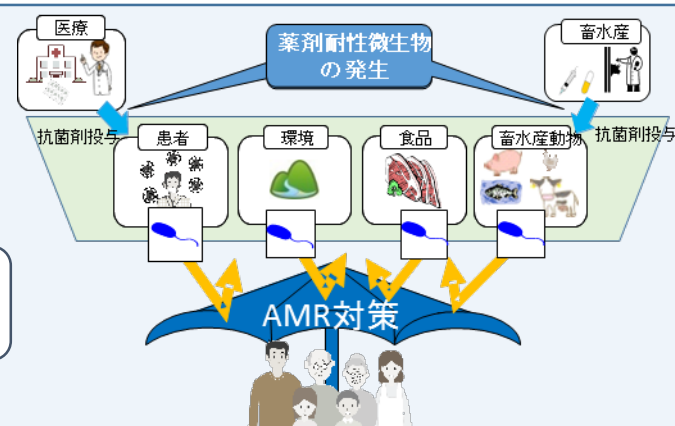 医療
薬剤耐性微生物
の発生
畜水産
抗菌剤投与
患者
環境
食品
畜水産動物
抗菌剤投与
AMR対策